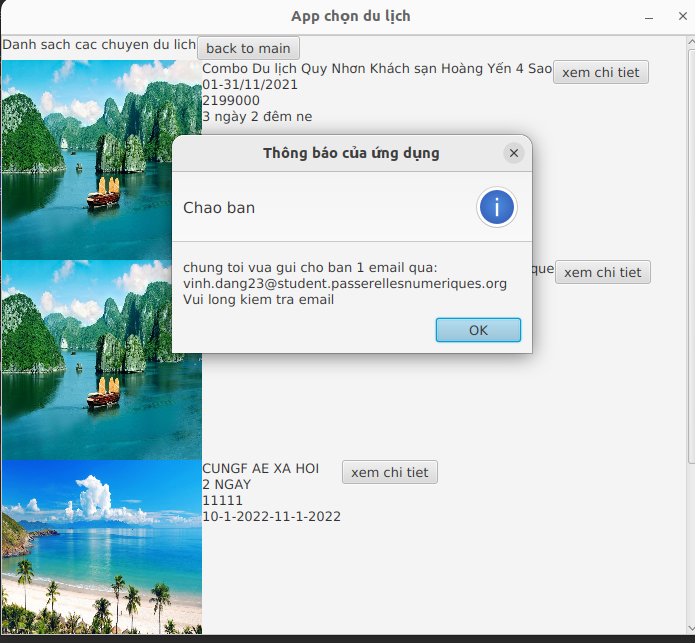 App chọn du lịch
Danh sach cac chuyen du lich
back to main
Combo Du lịch Quy Nhơn Khách sạn Hoàng Yến 4 Sao
xem chi tiet
01-31/11/2021
2199000
3 ngày 2 đêm ne
Thông báo của ứng dụng
Chao ban
chung toi vua gui cho ban 1 email qua:
vinh.dang23@student.passerellesnumeriques.org
Vui long kiem tra email
OK
que
xem chi tiet
CUNGF AE XA HOI
xem chi tiet
2 NGAY
11111
10-1-2022-11-1-2022